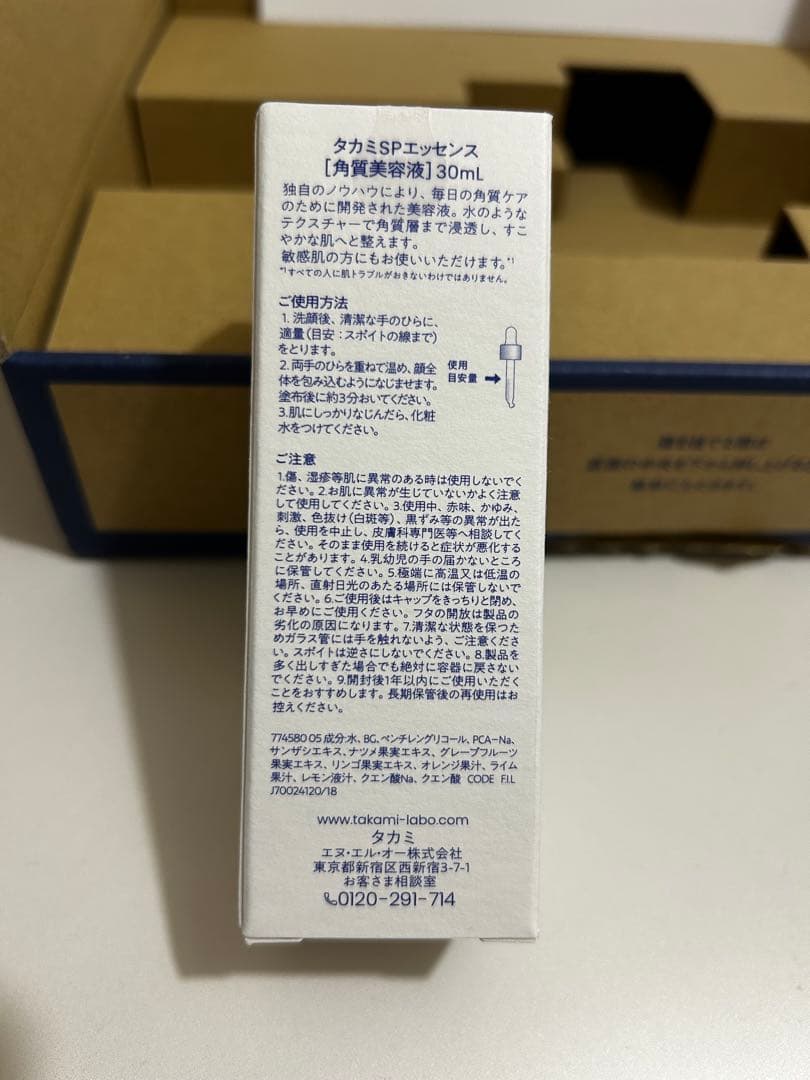 タカミSPエッセンス
[角質美容液]30mL
独自のノウハウにより、毎日の角質ケア
のために開発された美容液。水のような
テクスチャーで角質層まで浸透し、すこ
やかな肌へと整えます。
敏感肌の方にもお使いいただけます。*1
*1すべての人に肌トラブルがおきないわけではありません。
ご使用方法
1. 洗顔後、清潔な手のひらに、
適量(目安:スポイトの線まで)
をとります。
2. 両手のひらを重ねて温め、顔全
体を包み込むようになじませます。
塗布後に約3分おいてください。
3.肌にしっかりなじんだら、化粧
水をつけてください。
使用
目安量
ご注意
1.傷、湿疹等肌に異常のある時は使用しないでく
ださい。2.お肌に異常が生じていないかよく注意
して使用してください。3.使用中、赤味、かゆみ、
刺激、色抜け(白斑等)、黒ずみ等の異常が出た
ら、使用を中止し、皮膚科専門医等へ相談してく
ださい。そのまま使用を続けると症状が悪化する
ことがあります。4.乳幼児の手の届かないところ
に保管してください。5.極端に高温又は低温の
場所、直射日光のあたる場所には保管しないで
ください。6.ご使用後はキャップをきっちりと閉め、
お早めにご使用ください。フタの開放は製品の
劣化の原因になります。7.清潔な状態を保つた
めガラス管には手を触れないよう、ご注意くださ
い。スポイトは逆さにしないでください。8.製品を
多く出しすぎた場合でも絶対に容器に戻さない
でください。9.開封後1年以内にご使用いただく
ことをおすすめします。長期保管後の再使用はお
控えください。
774580 05 成分:水、BG、ペンチレングリコール、PCA-Na、
サンザシエキス、ナツメ果実エキス、グレープフルーツ
果実エキス、リンゴ果実エキス、オレンジ果汁、ライム
果汁、レモン液汁、クエン酸Na、クエン酸 CODE F.I.L
J70024120/18
www.takami-labo.com
タカミ
エヌ・エル・オー株式会社
東京都新宿区西新宿3-7-1
お客さま相談室
0120-291-714